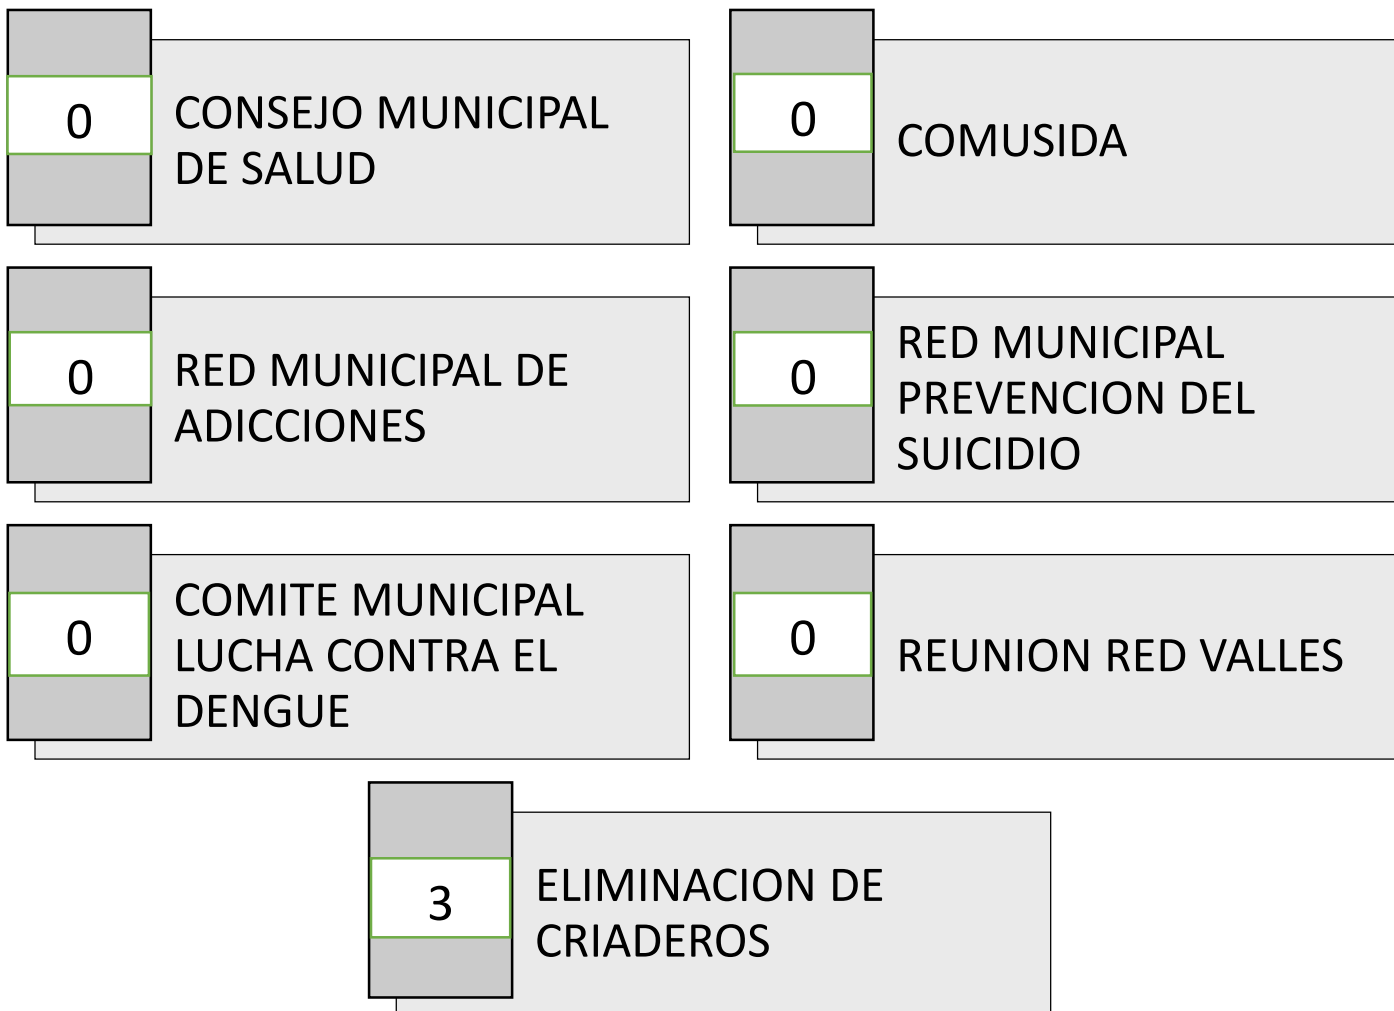 0
CONSEJO MUNICIPAL
DE SALUD
0
COMUSIDA
0
RED MUNICIPAL DE
ADICCIONES
0
RED MUNICIPAL
PREVENCION DEL
SUICIDIO
0
COMITE MUNICIPAL
LUCHA CONTRA EL
DENGUE
0
REUNION RED VALLES
3
ELIMINACION DE
CRIADEROS